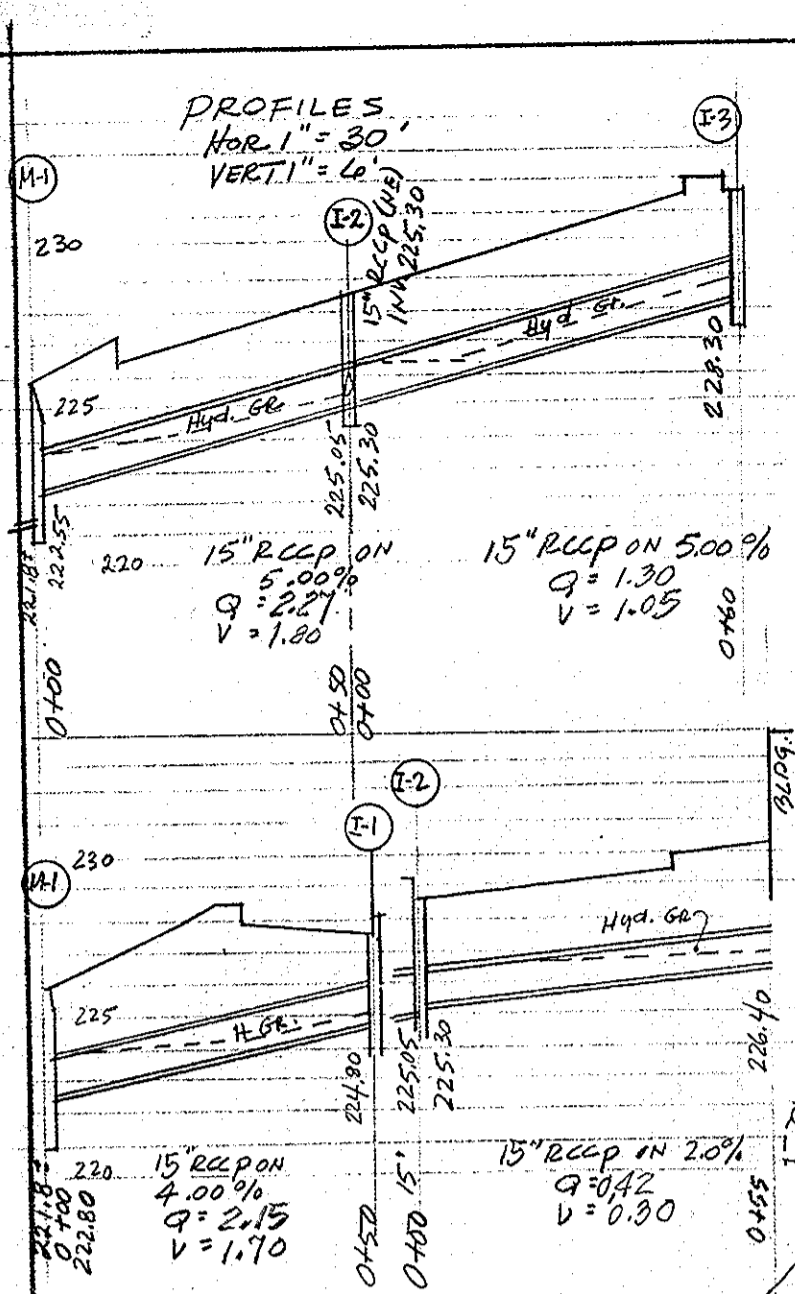 PROFILES
HOR 1" = 30'
VERT 1" = 6'
M-1
I-2
I-3
230
15" RCCP (NE)
INV 225.30
Hyd. Gr.
225
Hyd. GR.
228.30
225.05
225.30
221.87
222.55
220
15" RCCP ON
5.00%
Q = 2.27
V = 1.80
15" RCCP ON 5.00%
Q = 1.30
V = 1.05
0+00
0+50
0+00
0+60
BLDG. 1
I-2
I-1
M-1
230
Hyd. GR
225
H. GR.
224.80
225.05
225.30
226.40
0+00
222.80
220
15" RCCP ON
4.00%
Q = 2.15
V = 1.70
0+50
0+00
15"
15" RCCP ON 2.0%
Q = 0.42
V = 0.30
0+55